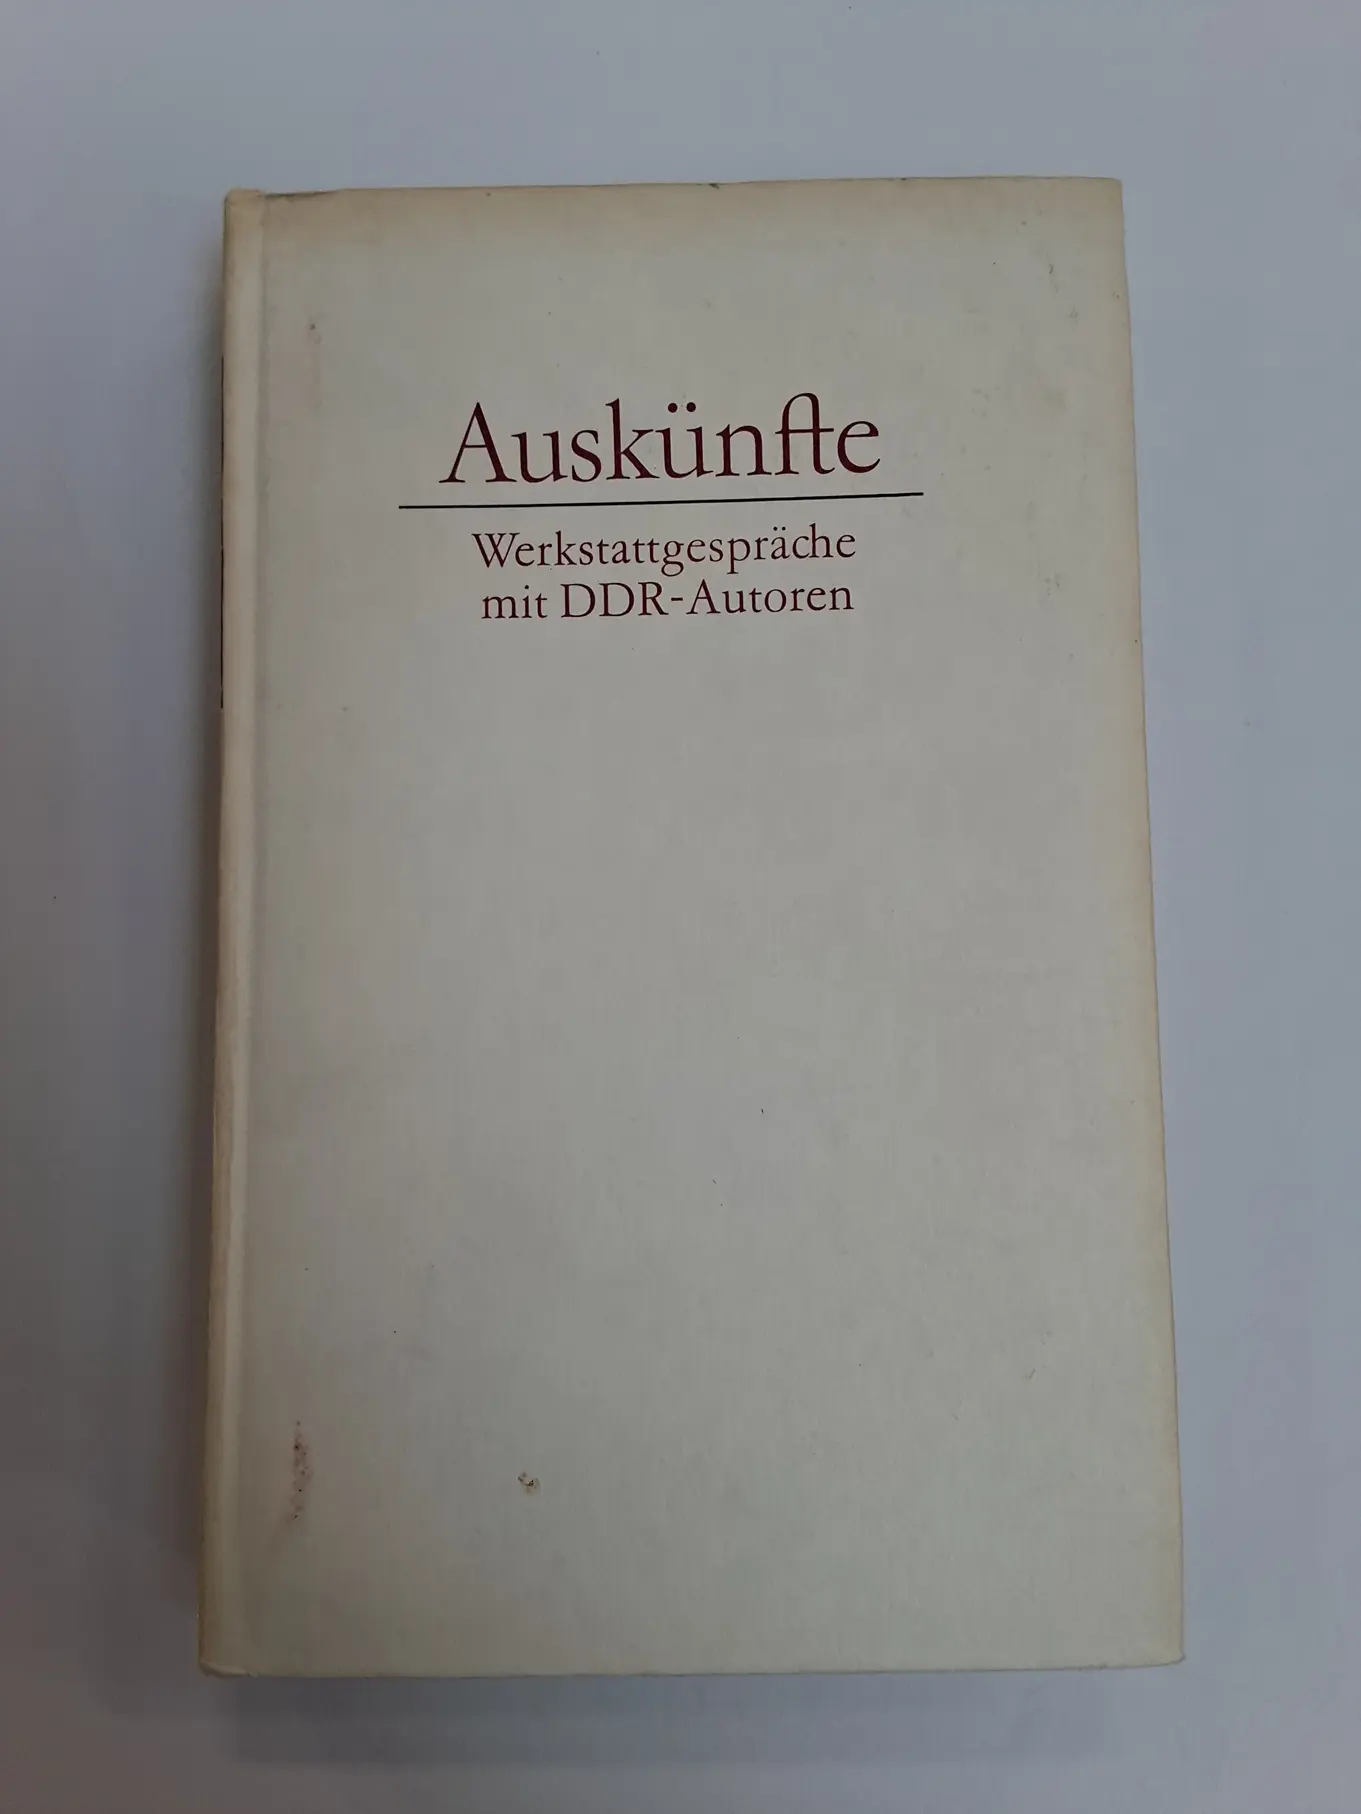 Auskünfte
Werkstattgespräche
mit DDR-Autoren